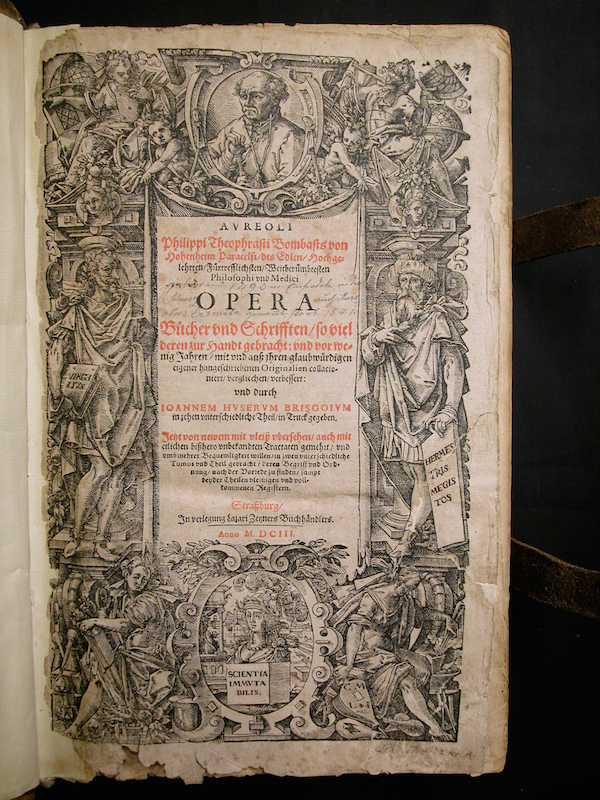 AVREOLI
Philippi Theophrasti Bombasts von
Hohenheim Paracelsi/des Edlen/Hochge-
lehrten/Fürtrefflichsten/Weitberümbtesten
Philosophi vnd Medici
OPERA
Bücher vnd Schrifften/so viel
deren zur Handt gebracht: vnd vor we-
nig Jahren/mit vnd auß ihren glaubwürdigen
eigener handgeschriebenen Originalien collatio-
niert/verglichen/verbessert:
vnd durch
IOANNEM HVSERVM BRISGOIVM
in zehen vnterschiedliche Theil/in Truck gegeben.
Jetzt von newem mit vleiß vbersehen/auch mit
etlichen bißhero vnbekandten Tractaten gemehrt/vnd
vmb mehrer Bequemligkeit willen/in zwen vnterschiedliche
Tomos vnd Theil gebracht/deren Begriff vnd Ord-
nung/nach der Vorrede zu finden/sampt
beyder Theilen vleissigen vnd voll-
kommenen Registern.
Straßburg/
In verlegung Lazari Zetzners Buchhändlers.
Anno M. DCIII.
HERMES
TRIS
MEGIS
TOS
SCIENTIA
IMMVTA
BILIS.